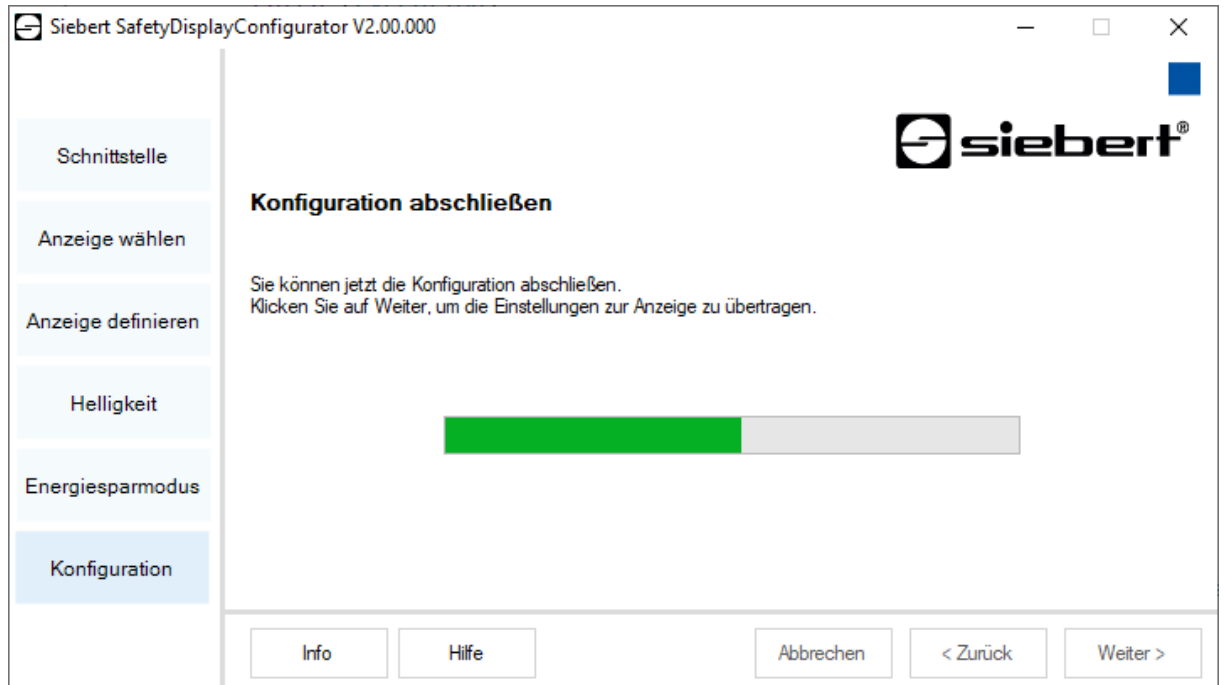 Siebert SafetyDisplayConfigurator V2.00.000
siebert®
Schnittstelle
Anzeige wählen
Anzeige definieren
Helligkeit
Energiesparmodus
Konfiguration
Konfiguration abschließen
Sie können jetzt die Konfiguration abschließen.
Klicken Sie auf Weiter, um die Einstellungen zur Anzeige zu übertragen.
Info
Hilfe
Abbrechen
< Zurück
Weiter >